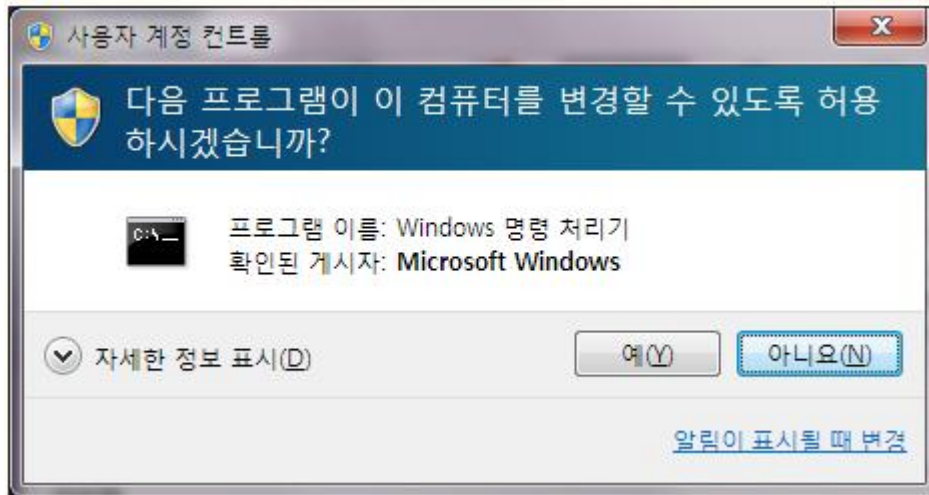 사용자 계정 컨트롤
다음 프로그램이 이 컴퓨터를 변경할 수 있도록 허용
하시겠습니까?
C:\_
프로그램 이름: Windows 명령 처리기
확인된 게시자: Microsoft Windows
자세한 정보 표시(D)
예(Y)
아니요(N)
알림이 표시될 때 변경